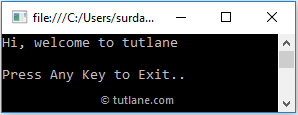 file:///C:/Users/surda...
Hi, welcome to tutlane
Press Any Key to Exit..
© tutlane.com